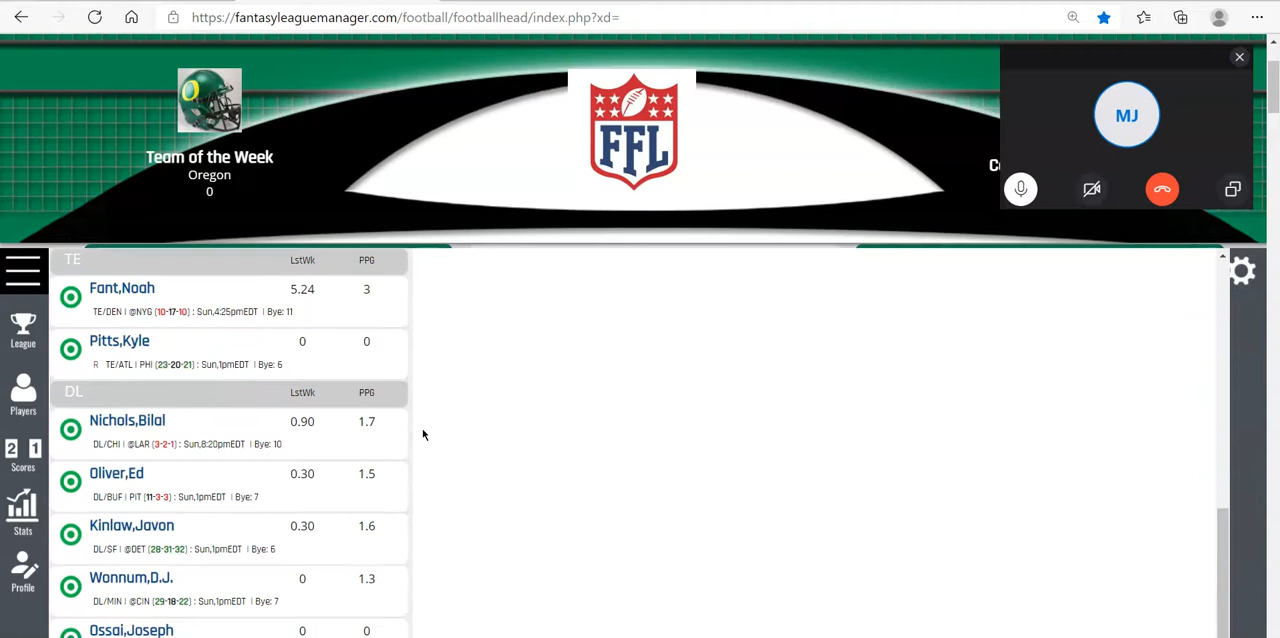 https://fantasyleaguemanager.com/football/footballhead/index.php?xd=
Team of the Week
Oregon
0
FFL
C
MJ
League
Players
2 1
Scores
Stats
Profile
TE LstWk PPG
Fant,Noah 5.24 3
TE/DEN | @NYG (10-17-10) : Sun,4:25pmEDT | Bye: 11
Pitts,Kyle 0 0
R TE/ATL | PHI (23-20-21) : Sun,1pmEDT | Bye: 6
DL LstWk PPG
Nichols,Bilal 0.90 1.7
DL/CHI | @LAR (3-2-1) : Sun,8:20pmEDT | Bye: 10
Oliver,Ed 0.30 1.5
DL/BUF | PIT (11-3-3) : Sun,1pmEDT | Bye: 7
Kinlaw,Javon 0.30 1.6
DL/SF | @DET (28-31-32) : Sun,1pmEDT | Bye: 6
Wonnum,D.J. 0 1.3
DL/MIN | @CIN (29-18-22) : Sun,1pmEDT | Bye: 7
Ossai,Joseph 0 0